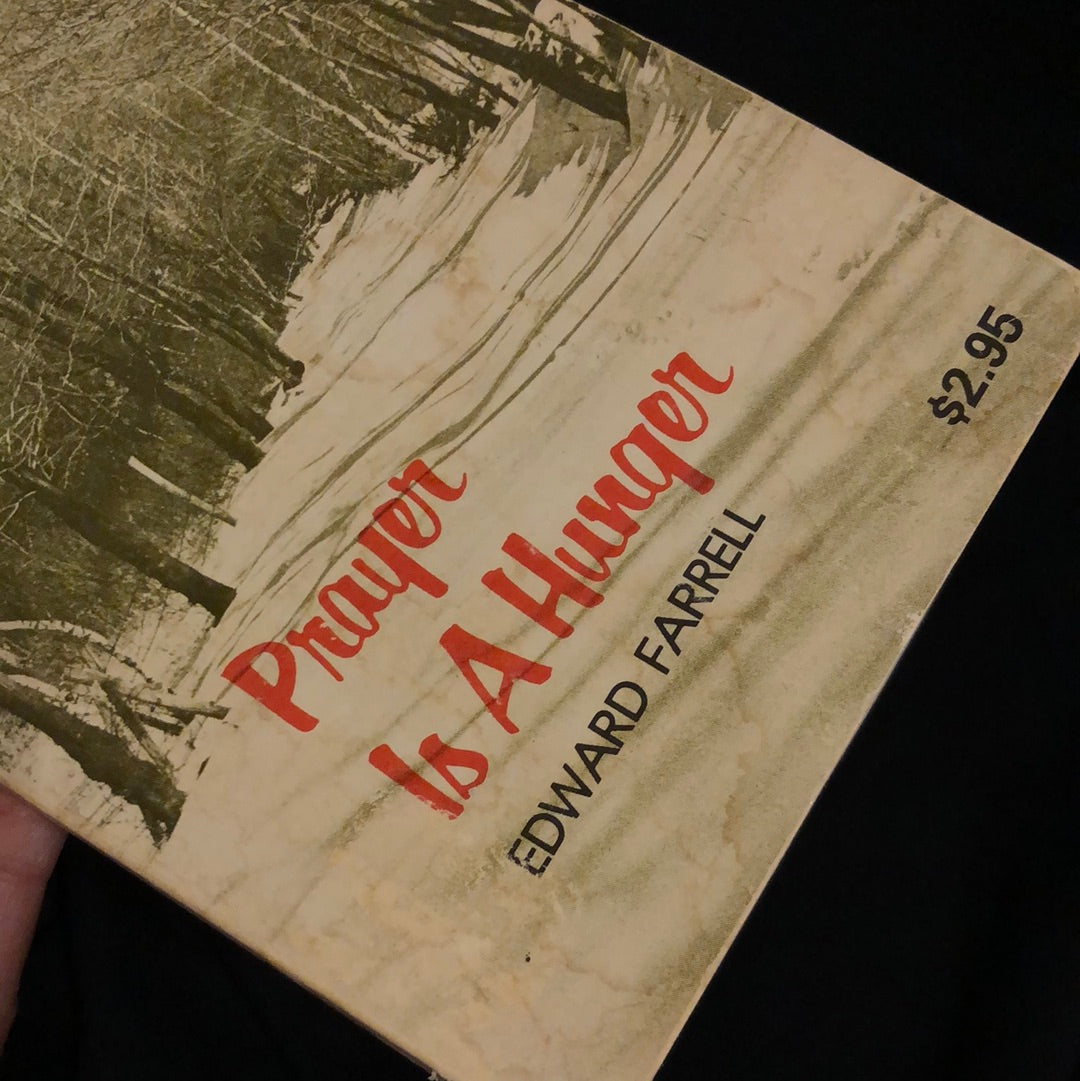 Prayer
Is A Hunger
EDWARD FARRELL
$2.95